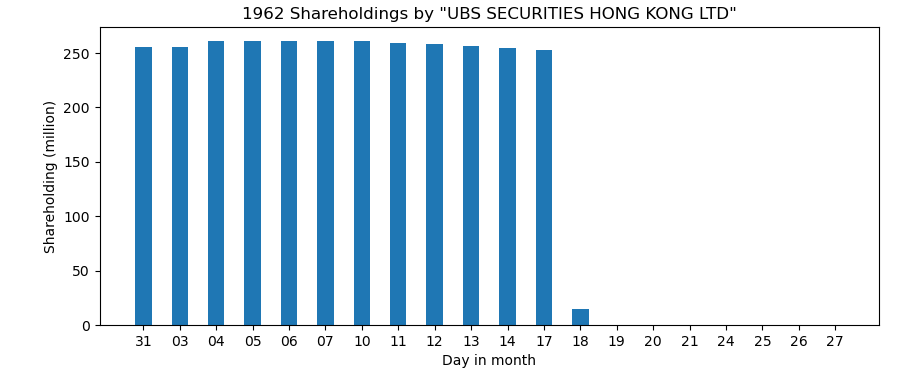 1962 Shareholdings by "UBS SECURITIES HONG KONG LTD"
Shareholding (million)
250
200
150
100
50
0
31 03 04 05 06 07 10 11 12 13 14 17 18 19 20 21 24 25 26 27
Day in month